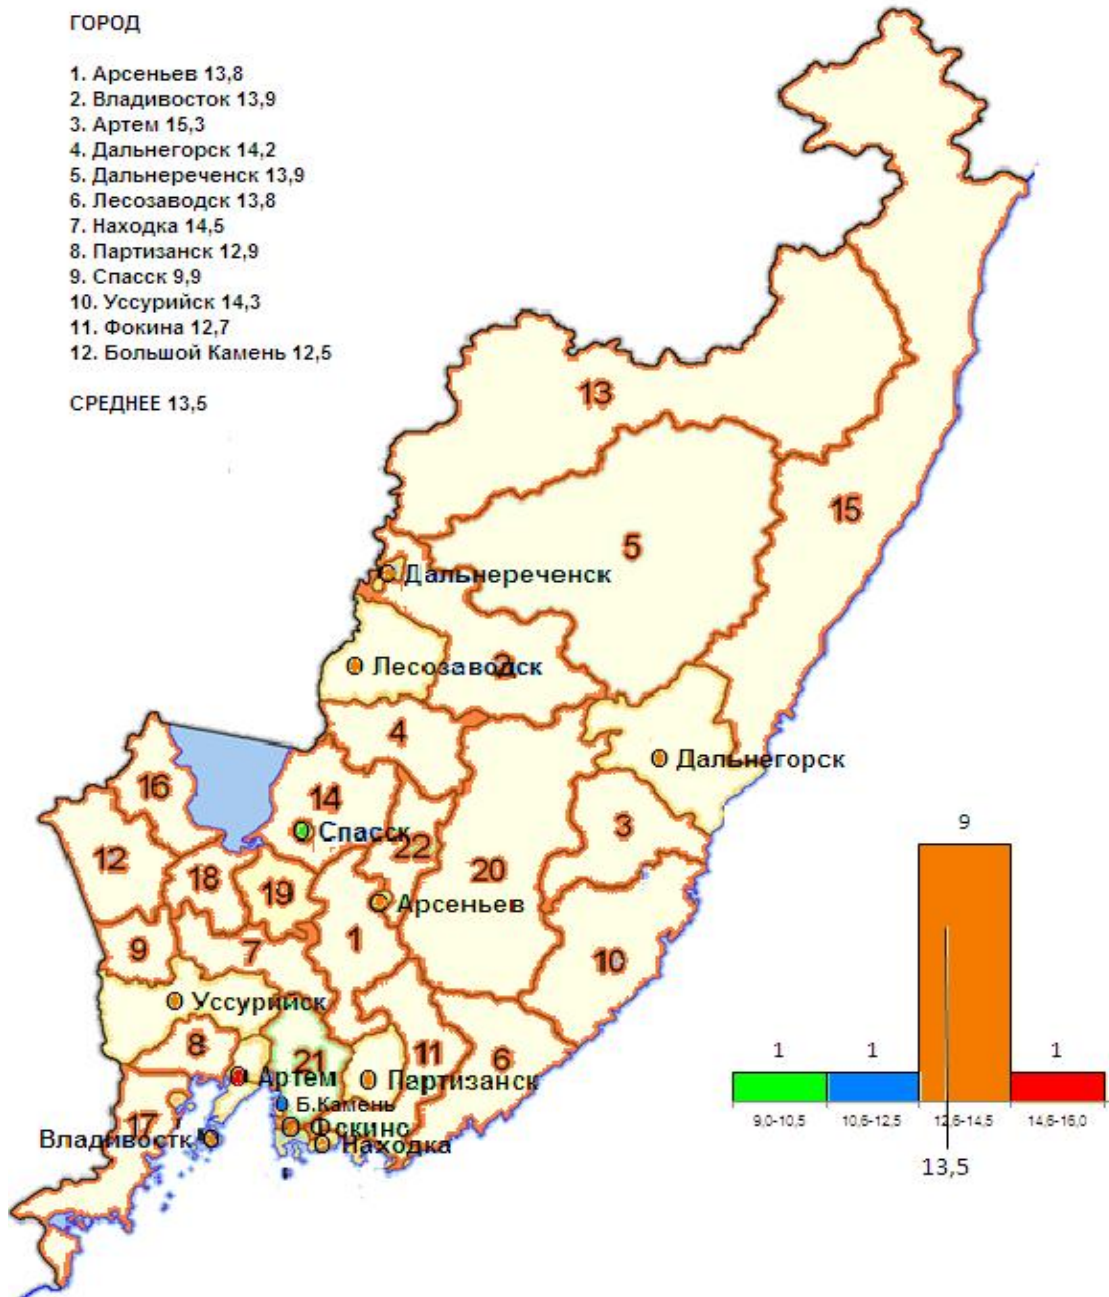 ГОРОД
1. Арсеньев 13,8
2. Владивосток 13,9
3. Артем 15,3
4. Дальнегорск 14,2
5. Дальнереченск 13,9
6. Лесозаводск 13,8
7. Находка 14,5
8. Партизанск 12,9
9. Спасск 9,9
10. Уссурийск 14,3
11. Фокина 12,7
12. Большой Камень 12,5
СРЕДНЕЕ 13,5
13
15
5
Дальнереченск
2
Лесозаводск
4
Дальнегорск
16
14
3
Спасск
22
12
18
19
20
Арсеньев
9
7
1
10
Уссурийск
8
21
11
6
Артем
Партизанск
Б.Камень
17
Фскинс
Владивостк
Находка
9
1
1
1
9,0-10,5
10,6-12,5
12,6-14,5
14,6-16,0
13,5